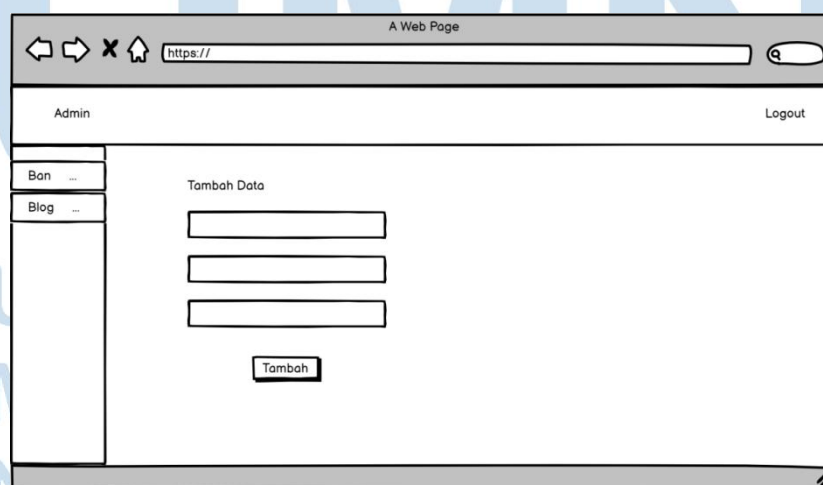 A Web Page
https://
Admin
Logout
Ban ...
Blog ...
Tambah Data
Tambah